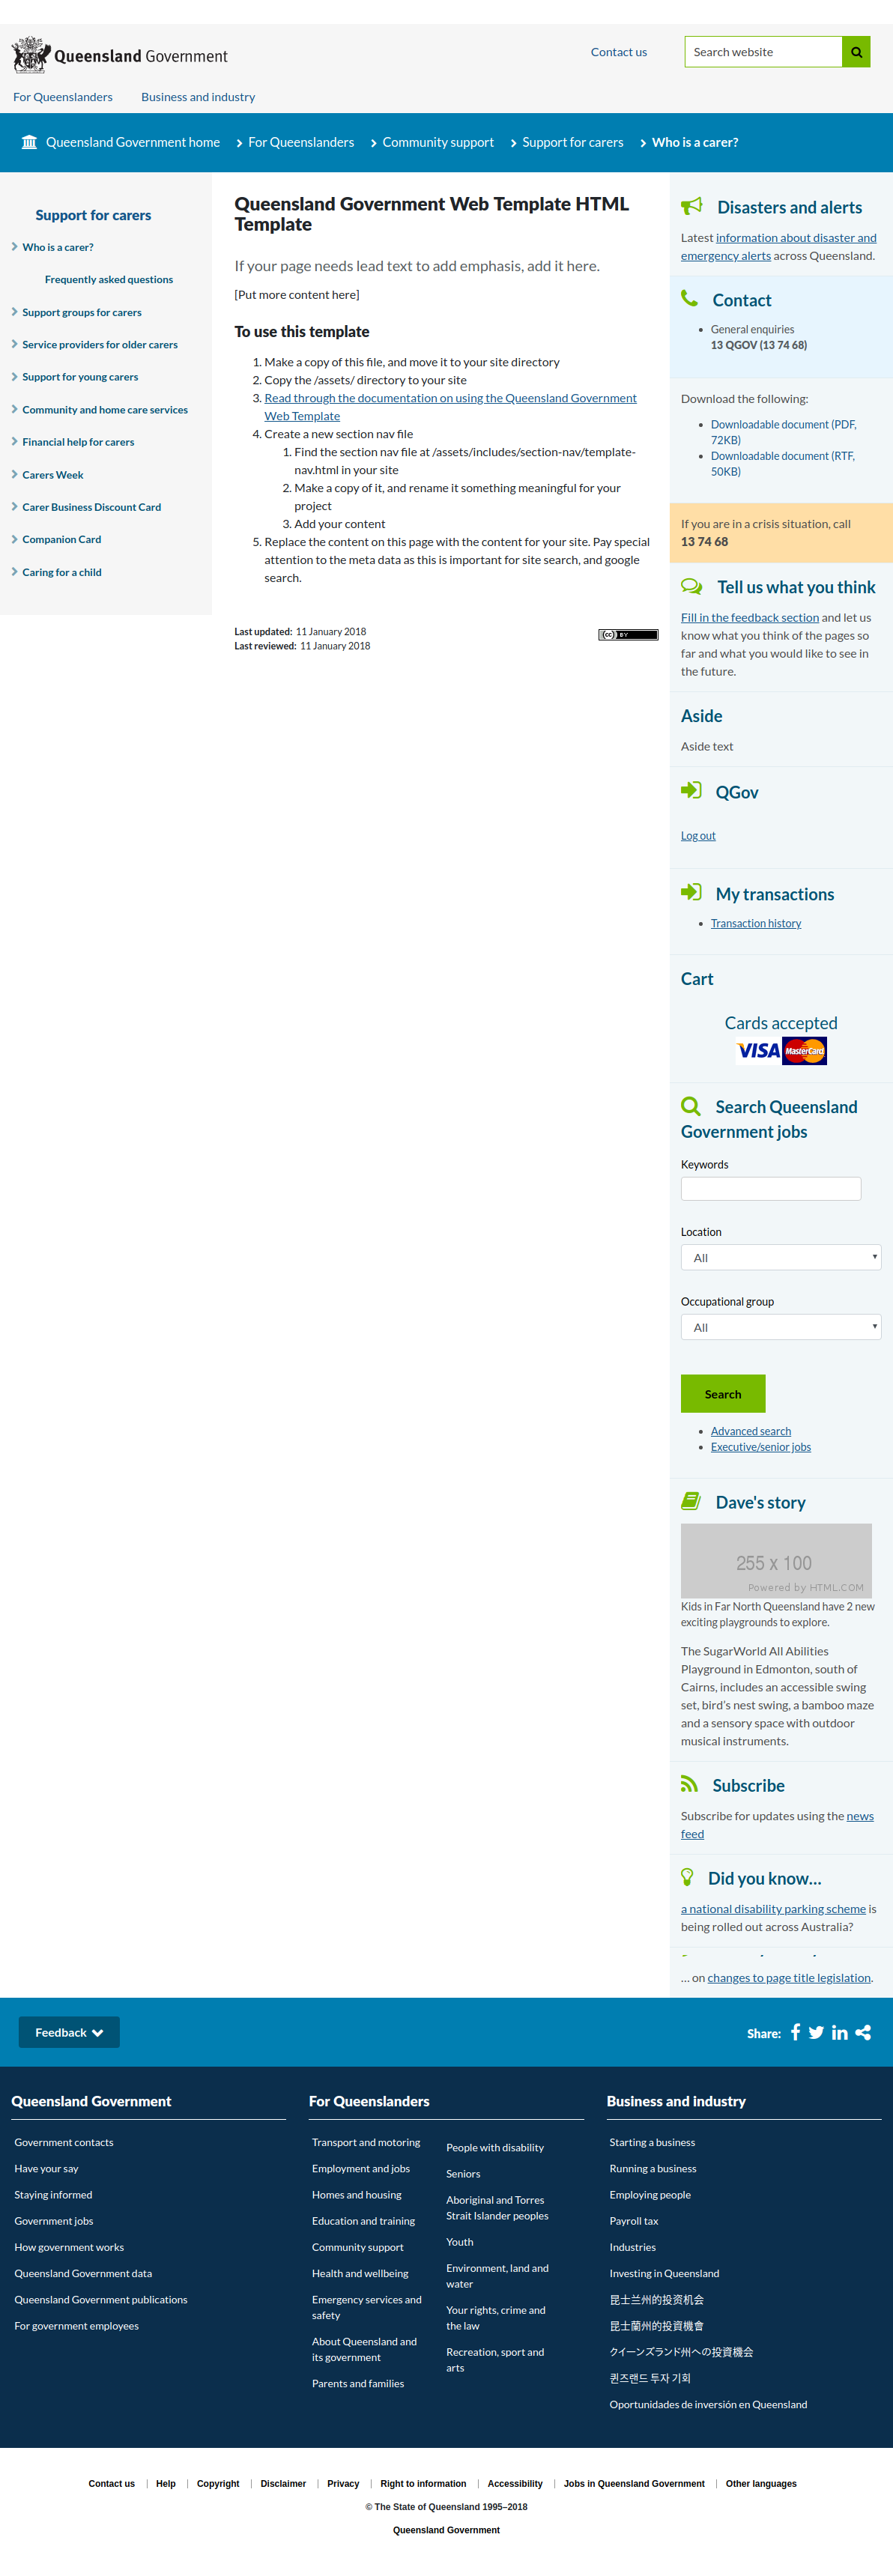 Queensland Government
Contact us
Search website
For Queenslanders
Business and industry
Queensland Government home
For Queenslanders
Community support
Support for carers
Who is a carer?
Support for carers
Who is a carer?
Frequently asked questions
Support groups for carers
Service providers for older carers
Support for young carers
Community and home care services
Financial help for carers
Carers Week
Carer Business Discount Card
Companion Card
Caring for a child
Queensland Government Web Template HTML
Template
If your page needs lead text to add emphasis, add it here.
[Put more content here]
To use this template
1. Make a copy of this file, and move it to your site directory
2. Copy the /assets/ directory to your site
3. Read through the documentation on using the Queensland Government
Web Template
4. Create a new section nav file
1. Find the section nav file at /assets/includes/section-nav/template-
nav.html in your site
2. Make a copy of it, and rename it something meaningful for your
project
3. Add your content
5. Replace the content on this page with the content for your site. Pay special
attention to the meta data as this is important for site search, and google
search.
Last updated: 11 January 2018
Last reviewed: 11 January 2018
(cc) BY
Disasters and alerts
Latest information about disaster and
emergency alerts across Queensland.
Contact
General enquiries
13 QGOV (13 74 68)
Download the following:
Downloadable document (PDF,
72KB)
Downloadable document (RTF,
50KB)
If you are in a crisis situation, call
13 74 68
Tell us what you think
Fill in the feedback section and let us
know what you think of the pages so
far and what you would like to see in
the future.
Aside
Aside text
QGov
Log out
My transactions
Transaction history
Cart
Cards accepted
VISA MasterCard
Search Queensland
Government jobs
Keywords
Location
All
Occupational group
All
Search
Advanced search
Executive/senior jobs
Dave's story
255 x 100
Powered by HTML.COM
Kids in Far North Queensland have 2 new
exciting playgrounds to explore.
The SugarWorld All Abilities
Playground in Edmonton, south of
Cairns, includes an accessible swing
set, bird’s nest swing, a bamboo maze
and a sensory space with outdoor
musical instruments.
Subscribe
Subscribe for updates using the news
feed
Did you know…
a national disability parking scheme is
being rolled out across Australia?
… on changes to page title legislation.
Feedback
Share:
Queensland Government
Government contacts
Have your say
Staying informed
Government jobs
How government works
Queensland Government data
Queensland Government publications
For government employees
For Queenslanders
Transport and motoring
Employment and jobs
Homes and housing
Education and training
Community support
Health and wellbeing
Emergency services and
safety
About Queensland and
its government
Parents and families
People with disability
Seniors
Aboriginal and Torres
Strait Islander peoples
Youth
Environment, land and
water
Your rights, crime and
the law
Recreation, sport and
arts
Business and industry
Starting a business
Running a business
Employing people
Payroll tax
Industries
Investing in Queensland
昆士兰州的投资机会
昆士蘭州的投資機會
クイーンズランド州への投資機会
퀸즈랜드 투자 기회
Oportunidades de inversión en Queensland
Contact us
Help
Copyright
Disclaimer
Privacy
Right to information
Accessibility
Jobs in Queensland Government
Other languages
© The State of Queensland 1995–2018
Queensland Government